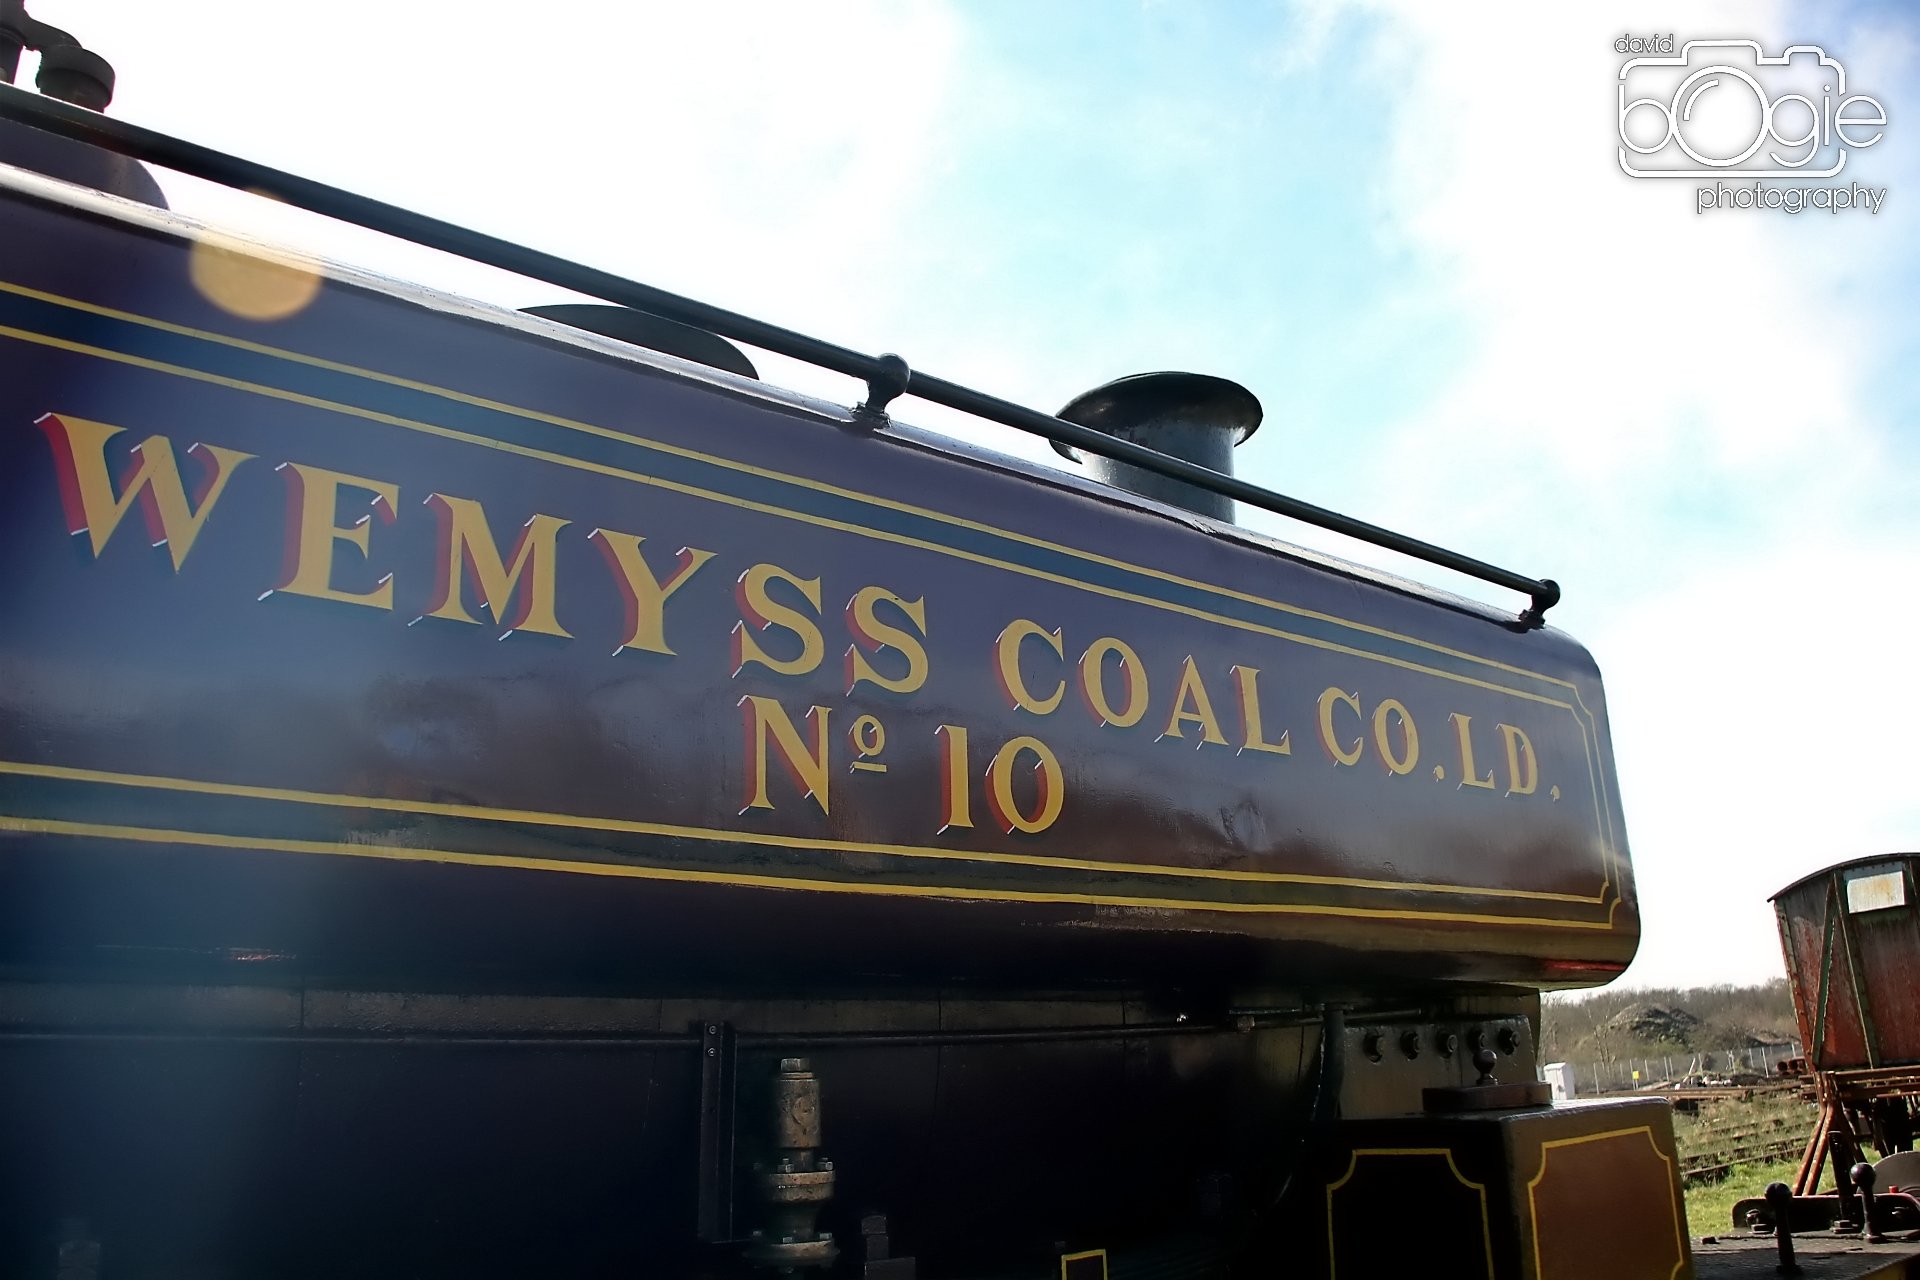 david
bOgie
photography
WEMYSS COAL CO. LD.
Nº 10